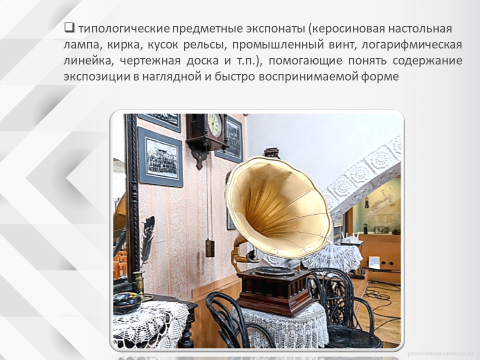 ❑ типологические предметные экспонаты (керосиновая настольная
лампа, кирка, кусок рельсы, промышленный винт, логарифмическая
линейка, чертежная доска и т.п.), помогающие понять содержание
экспозиции в наглядной и быстро воспринимаемой форме